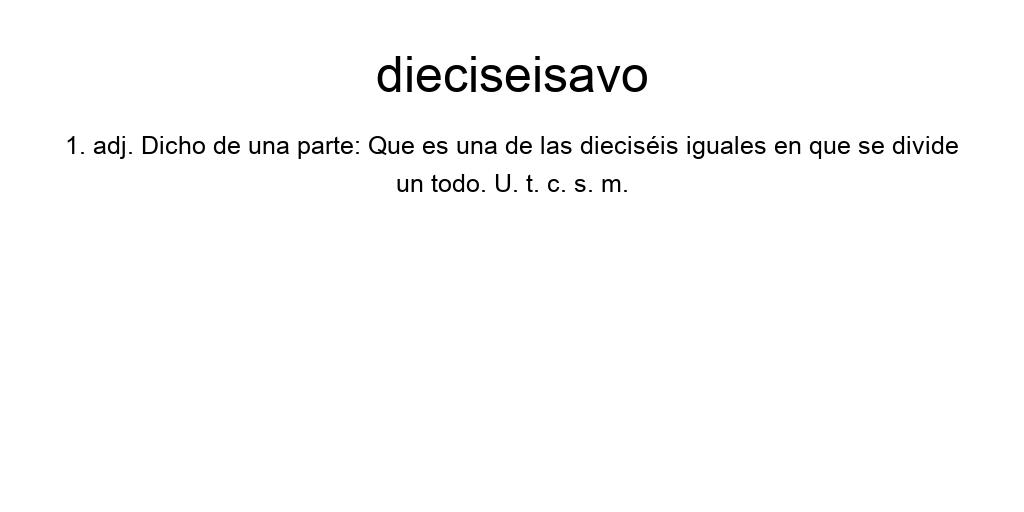 dieciseisavo
1. adj. Dicho de una parte: Que es una de las dieciséis iguales en que se divide
un todo. U. t. c. s. m.